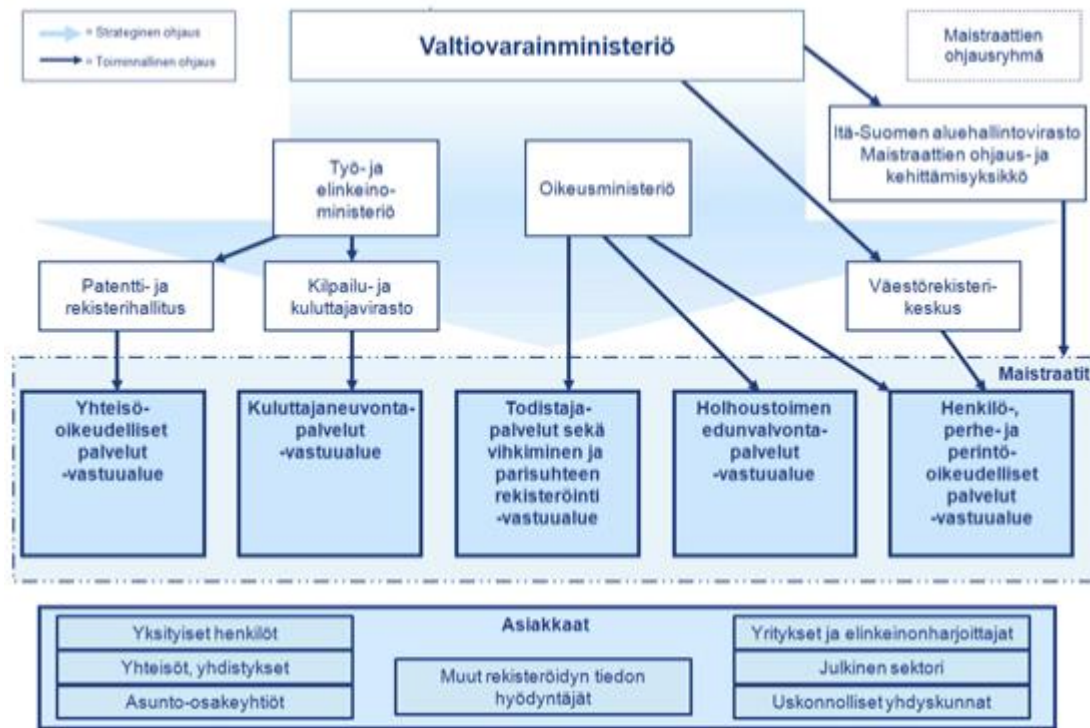 = Strateginen ohjaus
= Toiminnallinen ohjaus
Valtiovarainministeriö
Maistraattien
ohjausryhmä
Itä-Suomen aluehallintovirasto
Maistraattien ohjaus- ja
kehittämisyksikkö
Työ- ja
elinkeino-
ministeriö
Oikeusministeriö
Patentti- ja
rekisterihallitus
Kilpailu- ja
kuluttajavirasto
Väestörekisteri-
keskus
Maistraatit
Yhteisö-
oikeudelliset
palvelut
-vastuualue
Kuluttajaneuvonta-
palvelut
-vastuualue
Todistaja-
palvelut sekä
vihkiminen ja
parisuhteen
rekisteröinti
-vastuualue
Holhoustoimen
edunvalvonta-
palvelut
-vastuualue
Henkilö-,
perhe- ja
perintö-
oikeudelliset
palvelut
-vastuualue
Asiakkaat
Yksityiset henkilöt
Yhteisöt, yhdistykset
Asunto-osakeyhtiöt
Muut rekisteröidyn tiedon
hyödyntäjät
Yritykset ja elinkeinonharjoittajat
Julkinen sektori
Uskonnolliset yhdyskunnat